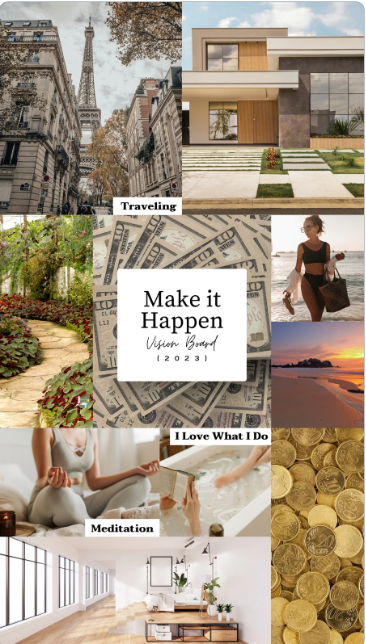 Traveling
Make it
Happen
Vision Board
(2023)
I Love What I Do
Meditation